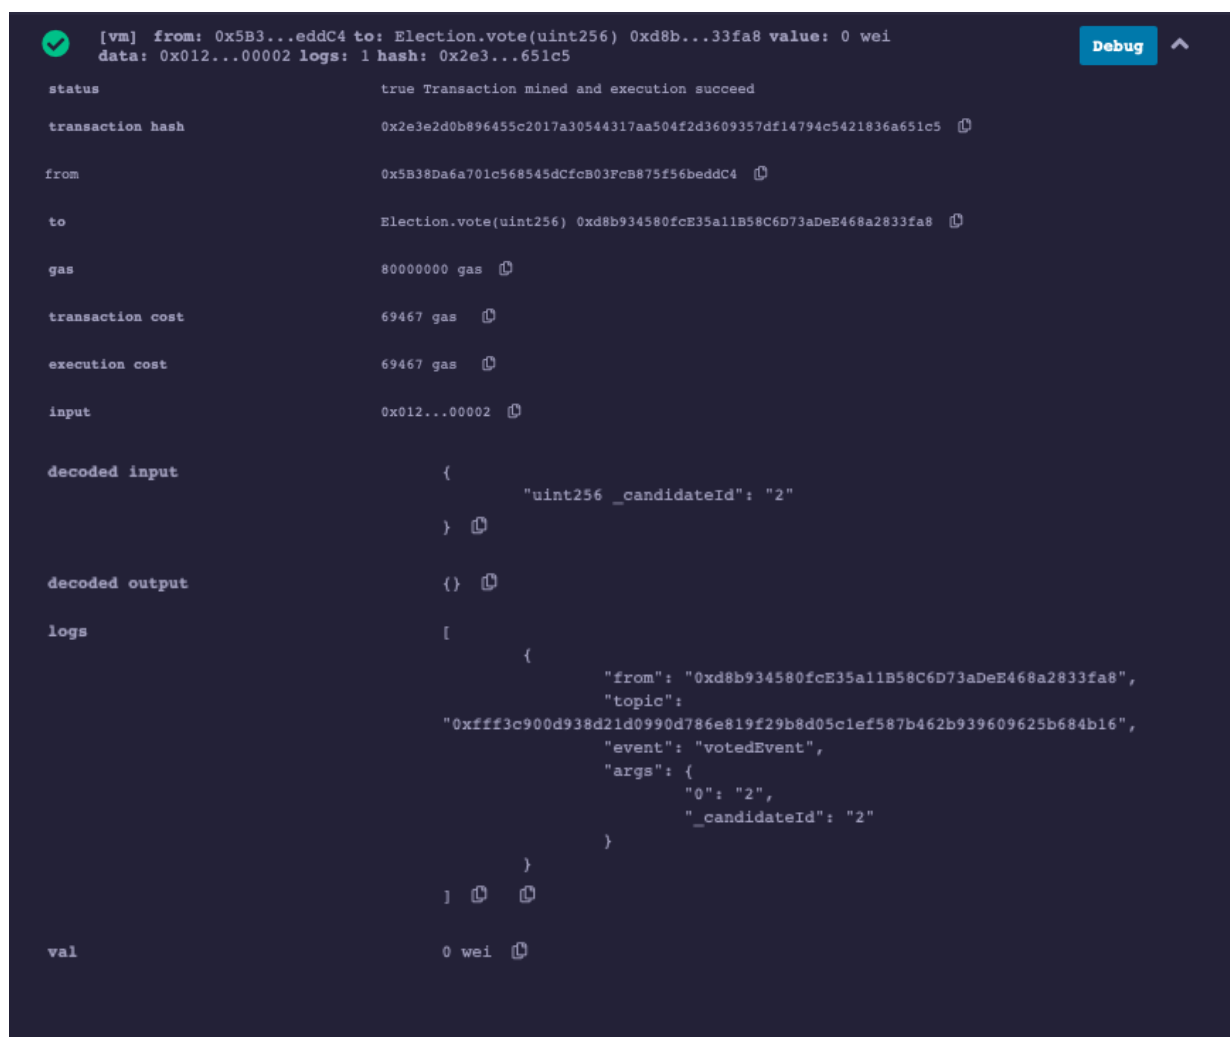 [vm] from: 0x5B3...eddC4 to: Election.vote(uint256) 0xd8b...33fa8 value: 0 wei
data: 0x012...00002 logs: 1 hash: 0x2e3...651c5
Debug
status true Transaction mined and execution succeed
transaction hash 0x2e3e2d0b896455c2017a30544317aa504f2d3609357df14794c5421836a651c5
from 0x5B38Da6a701c568545dCfcB03FcB875f56beddC4
to Election.vote(uint256) 0xd8b934580fcE35a11B58C6D73aDeE468a2833fa8
gas 80000000 gas
transaction cost 69467 gas
execution cost 69467 gas
input 0x012...00002
decoded input {
"uint256 _candidateId": "2"
}
decoded output {}
logs [
{
"from": "0xd8b934580fcE35a11B58C6D73aDeE468a2833fa8",
"topic":
"0xfff3c900d938d21d0990d786e819f29b8d05c1ef587b462b939609625b684b16",
"event": "votedEvent",
"args": {
"0": "2",
"_candidateId": "2"
}
}
]
val 0 wei